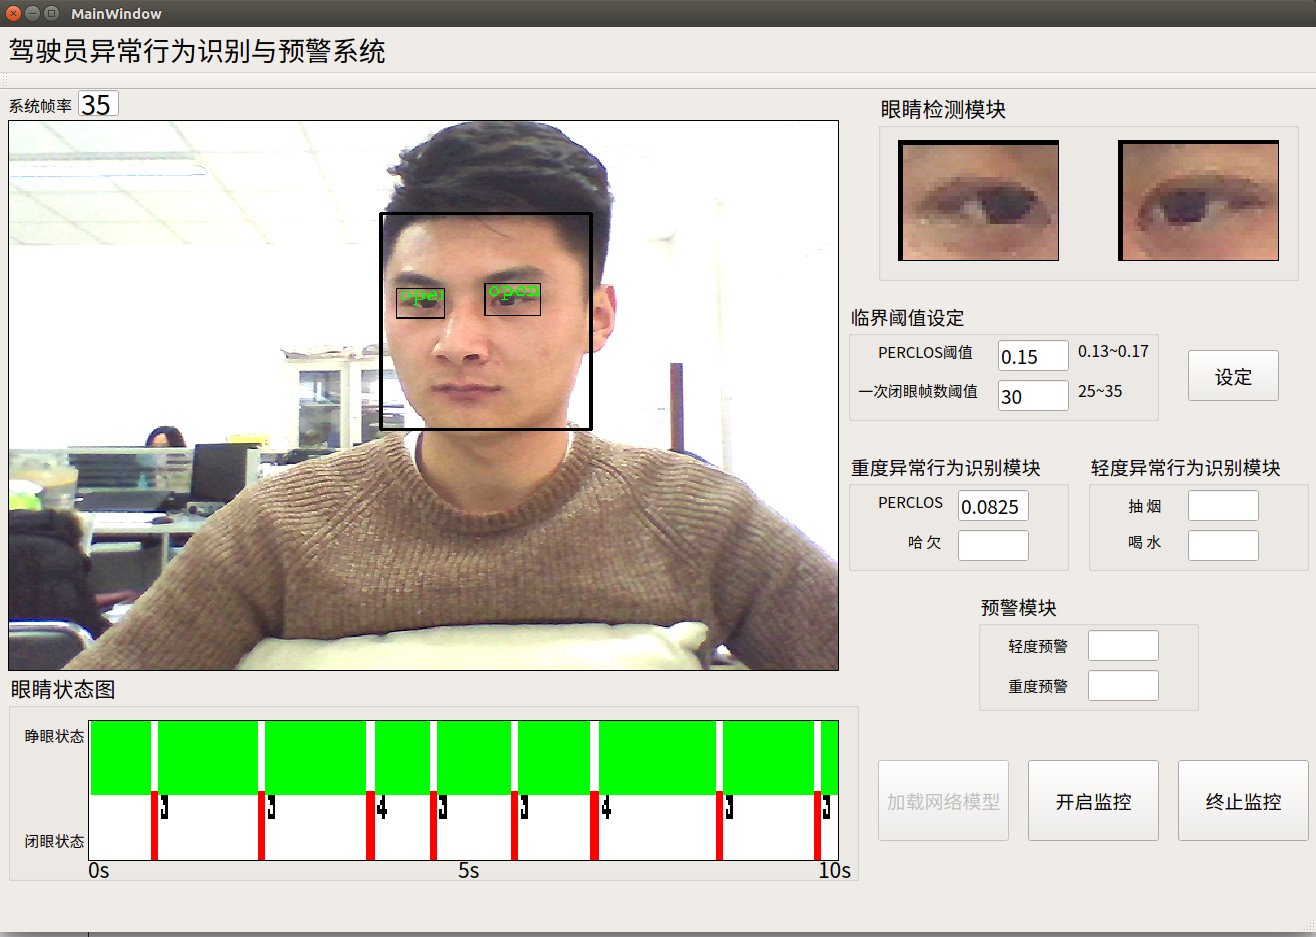 MainWindow
驾驶员异常行为识别与预警系统
系统帧率 35
open open
眼睛检测模块
临界阈值设定
PERCLOS阈值 0.15 0.13~0.17
一次闭眼帧数阈值 30 25~35
设定
重度异常行为识别模块
PERCLOS 0.0825
哈 欠
轻度异常行为识别模块
抽 烟
喝 水
预警模块
轻度预警
重度预警
眼睛状态图
睁眼状态
3 3 4 3 3 4 3 3
闭眼状态
0s 5s 10s
加载网络模型 开启监控 终止监控